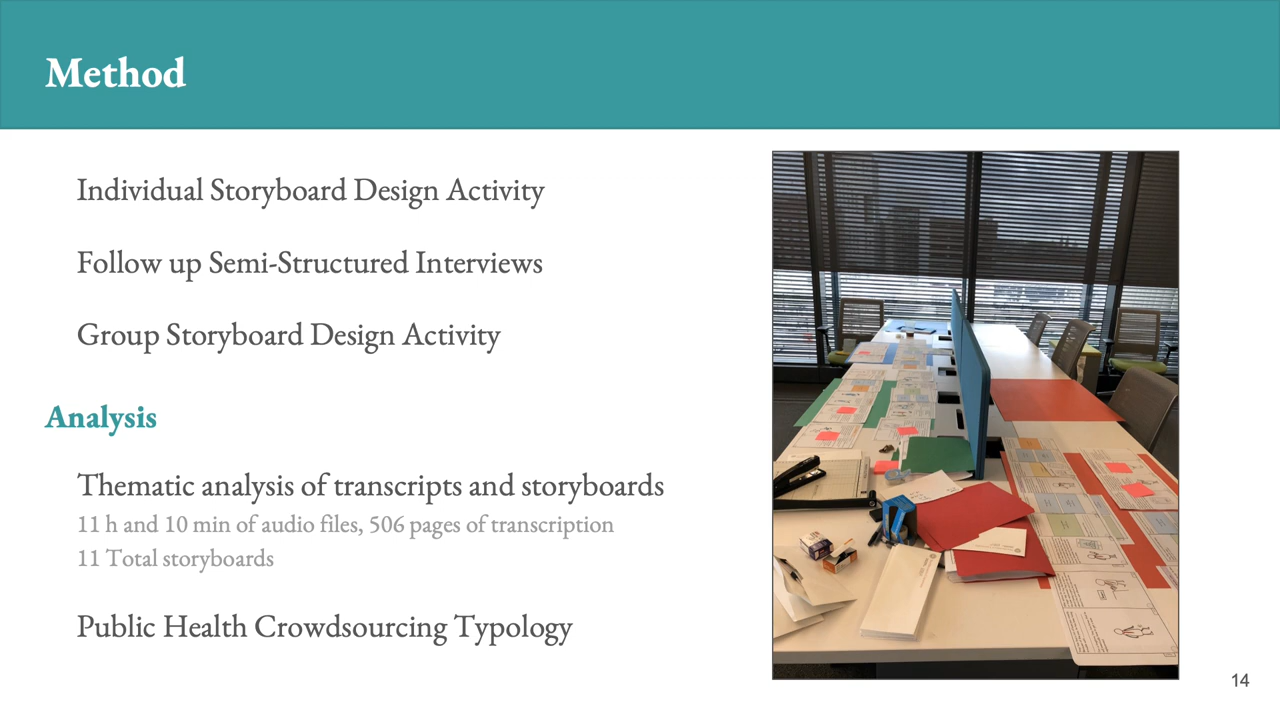 Method
Individual Storyboard Design Activity
Follow up Semi-Structured Interviews
Group Storyboard Design Activity
Analysis
Thematic analysis of transcripts and storyboards
11 h and 10 min of audio files, 506 pages of transcription
11 Total storyboards
Public Health Crowdsourcing Typology
14